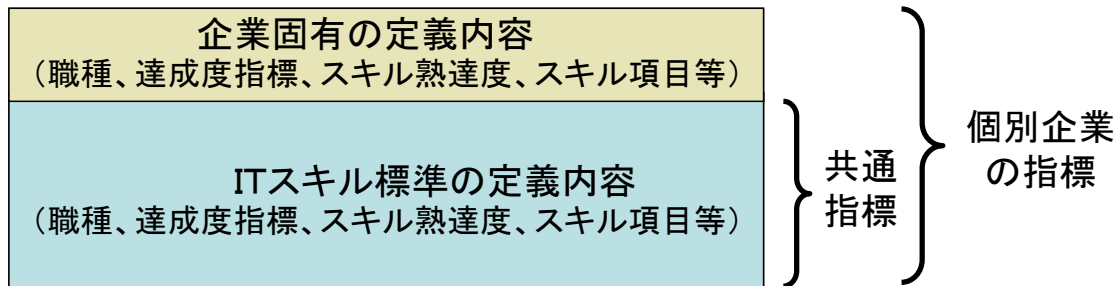 企業固有の定義内容
（職種、達成度指標、スキル熟達度、スキル項目等）
ITスキル標準の定義内容
（職種、達成度指標、スキル熟達度、スキル項目等）
共通
指標
個別企業
の指標